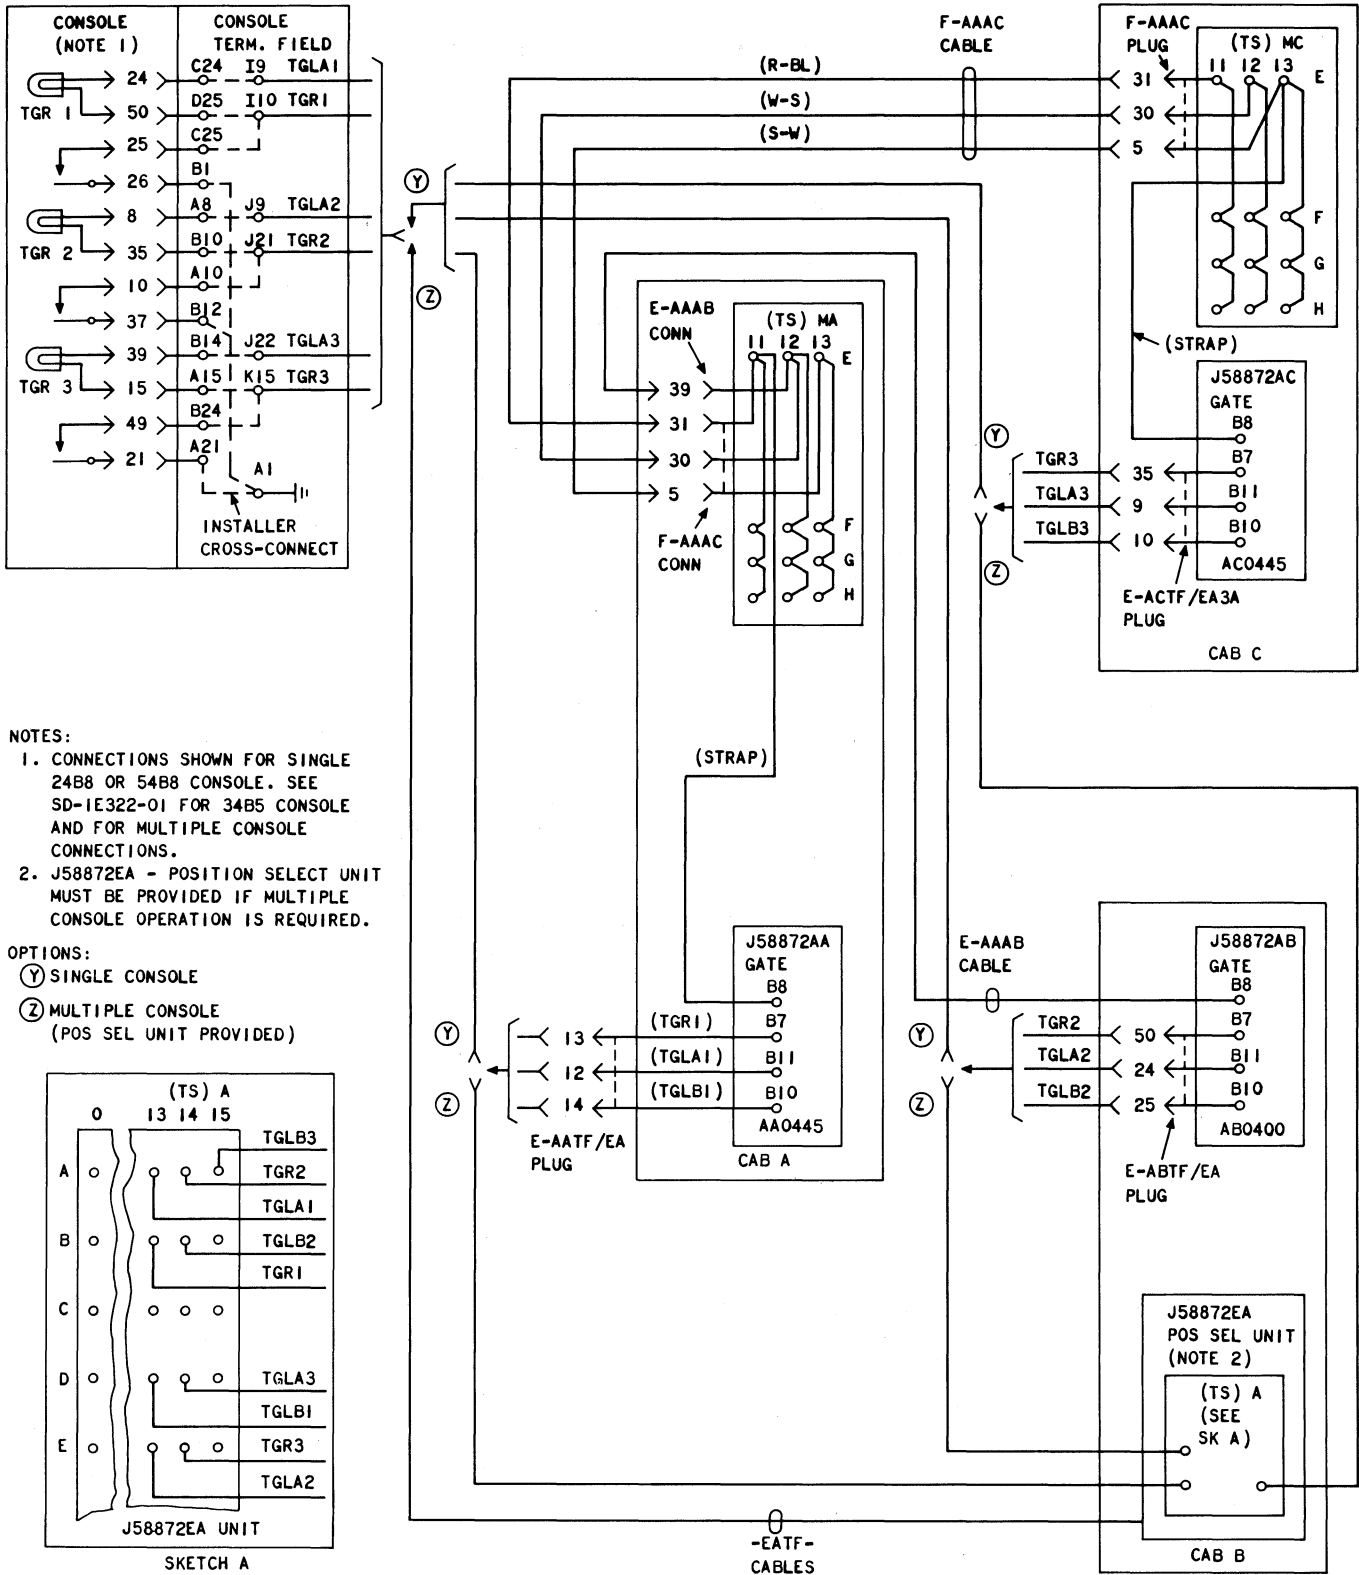 CONSOLE
(NOTE 1)
CONSOLE
TERM. FIELD
24 C24 I9 TGLA1
TGR 1
50 D25 I10 TGR1
25 C25
26 B1
8 A8 J9 TGLA2
TGR 2
35 B10 J21 TGR2
10 A10
37 B12
39 B14 J22 TGLA3
TGR 3
15 A15 K15 TGR3
49 B24
21 A21
A1
INSTALLER
CROSS-CONNECT
Y
Z
F-AAAC
CABLE
(R-BL)
(W-S)
(S-W)
F-AAAC
PLUG
31
30
5
(TS) MC
11 12 13
E
F
G
H
(STRAP)
J58872AC
GATE
B8
B7
B11
B10
AC0445
Y
Z
TGR3 35
TGLA3 9
TGLB3 10
E-ACTF/EA3A
PLUG
CAB C
E-AAAB
CONN
39
31
30
5
F-AAAC
CONN
(TS) MA
11 12 13
E
F
G
H
(STRAP)
J58872AA
GATE
B8
B7
B11
B10
AA0445
Y
Z
13 (TGR1)
12 (TGLA1)
14 (TGLB1)
E-AATF/EA
PLUG
CAB A
E-AAAB
CABLE
J58872AB
GATE
B8
B7
B11
B10
AB0400
Y
Z
TGR2 50
TGLA2 24
TGLB2 25
E-ABTF/EA
PLUG
J58872EA
POS SEL UNIT
(NOTE 2)
(TS) A
(SEE
SK A)
CAB B
-EATF-
CABLES
NOTES:
1. CONNECTIONS SHOWN FOR SINGLE
24B8 OR 54B8 CONSOLE. SEE
SD-1E322-01 FOR 34B5 CONSOLE
AND FOR MULTIPLE CONSOLE
CONNECTIONS.
2. J58872EA - POSITION SELECT UNIT
MUST BE PROVIDED IF MULTIPLE
CONSOLE OPERATION IS REQUIRED.
OPTIONS:
Y SINGLE CONSOLE
Z MULTIPLE CONSOLE
(POS SEL UNIT PROVIDED)
(TS) A
0 13 14 15
TGLB3
A TGR2
TGLA1
B TGLB2
TGR1
C
D TGLA3
TGLB1
E TGR3
TGLA2
J58872EA UNIT
SKETCH A